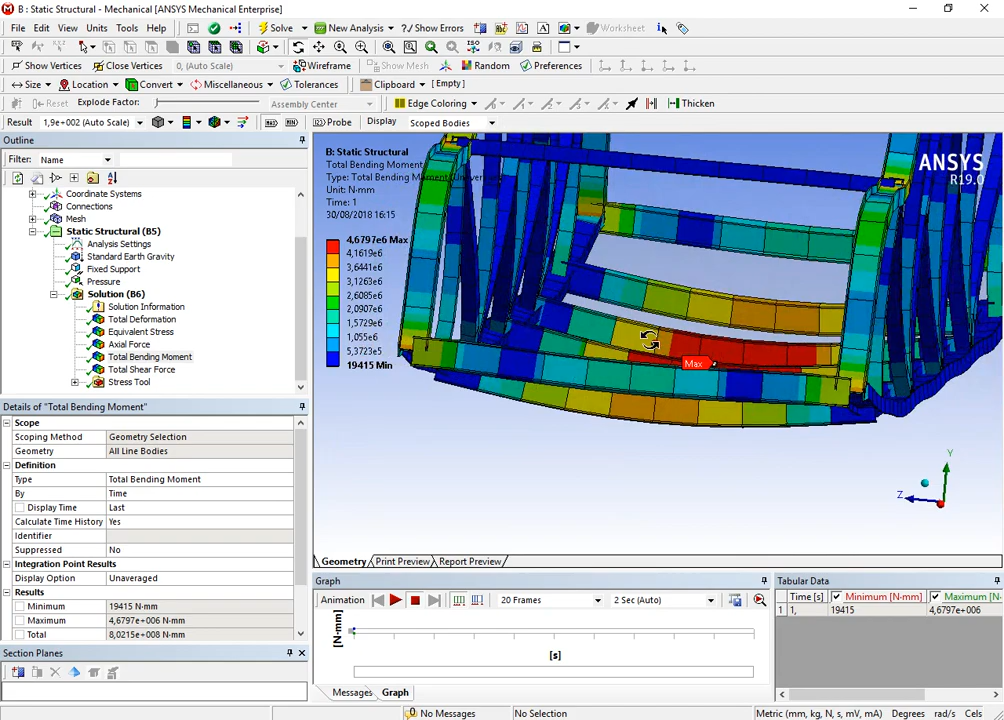 B : Static Structural - Mechanical [ANSYS Mechanical Enterprise]
File Edit View Units Tools Help Solve New Analysis Show Errors Worksheet
Show Vertices Close Vertices 0, (Auto Scale) Wireframe Show Mesh Random Preferences
Size Location Convert Miscellaneous Tolerances Clipboard [ Empty ]
Reset Explode Factor: Assembly Center Edge Coloring Thicken
Result 1,9e+002 (Auto Scale) Probe Display Scoped Bodies
Outline
Filter: Name
Coordinate Systems
Connections
Mesh
Static Structural (B5)
Analysis Settings
Standard Earth Gravity
Fixed Support
Pressure
Solution (B6)
Solution Information
Total Deformation
Equivalent Stress
Axial Force
Total Bending Moment
Total Shear Force
Stress Tool
Details of "Total Bending Moment"
Scope
Scoping Method Geometry Selection
Geometry All Line Bodies
Definition
Type Total Bending Moment
By Time
Display Time Last
Calculate Time History Yes
Identifier
Suppressed No
Integration Point Results
Display Option Unaveraged
Results
Minimum 19415 N·mm
Maximum 4,6797e+006 N·mm
Total 8,0215e+008 N·mm
Section Planes
B: Static Structural
Total Bending Moment
Unit: N·mm
Time: 1
30/08/2018 16:15
4,6797e6 Max
4,1619e6
3,6441e6
3,1263e6
2,6085e6
2,0907e6
1,5729e6
1,055e6
5,3723e5
19415 Min
ANSYS
R19.0
Max
Y
Z
Geometry Print Preview Report Preview
Graph
Animation 20 Frames 2 Sec (Auto)
[N·mm]
[s]
Messages Graph
Tabular Data
Time [s] Minimum [N·mm] Maximum [N·mm]
1 1, 19415 4,6797e+006
No Messages No Selection Metric (mm, kg, N, s, mV, mA) Degrees rad/s Cels